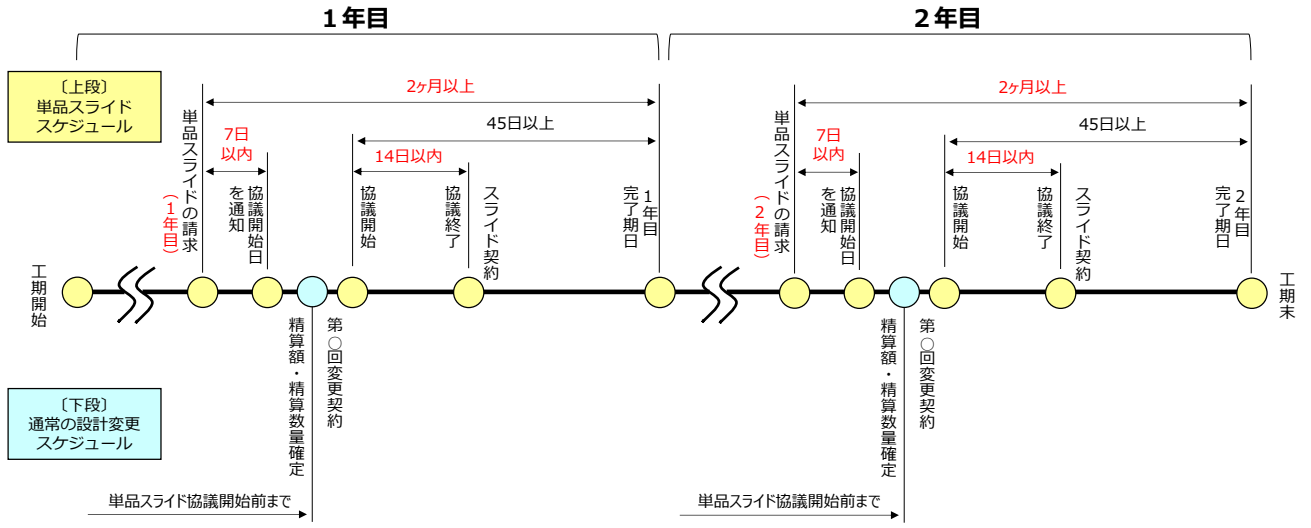 1年目
2年目
〔上段〕
単品スライド
スケジュール
2ヶ月以上
45日以上
7日
以内
14日以内
単品スライドの請求
(1年目)
協議開始日
を通知
協議開始
協議終了
スライド契約
1年目
完了期日
2ヶ月以上
45日以上
7日
以内
14日以内
単品スライドの請求
(2年目)
協議開始日
を通知
協議開始
協議終了
スライド契約
2年目
完了期日
工期開始
工期末
〔下段〕
通常の設計変更
スケジュール
第○回変更契約
精算額・精算数量確定
単品スライド協議開始前まで
第○回変更契約
精算額・精算数量確定
単品スライド協議開始前まで